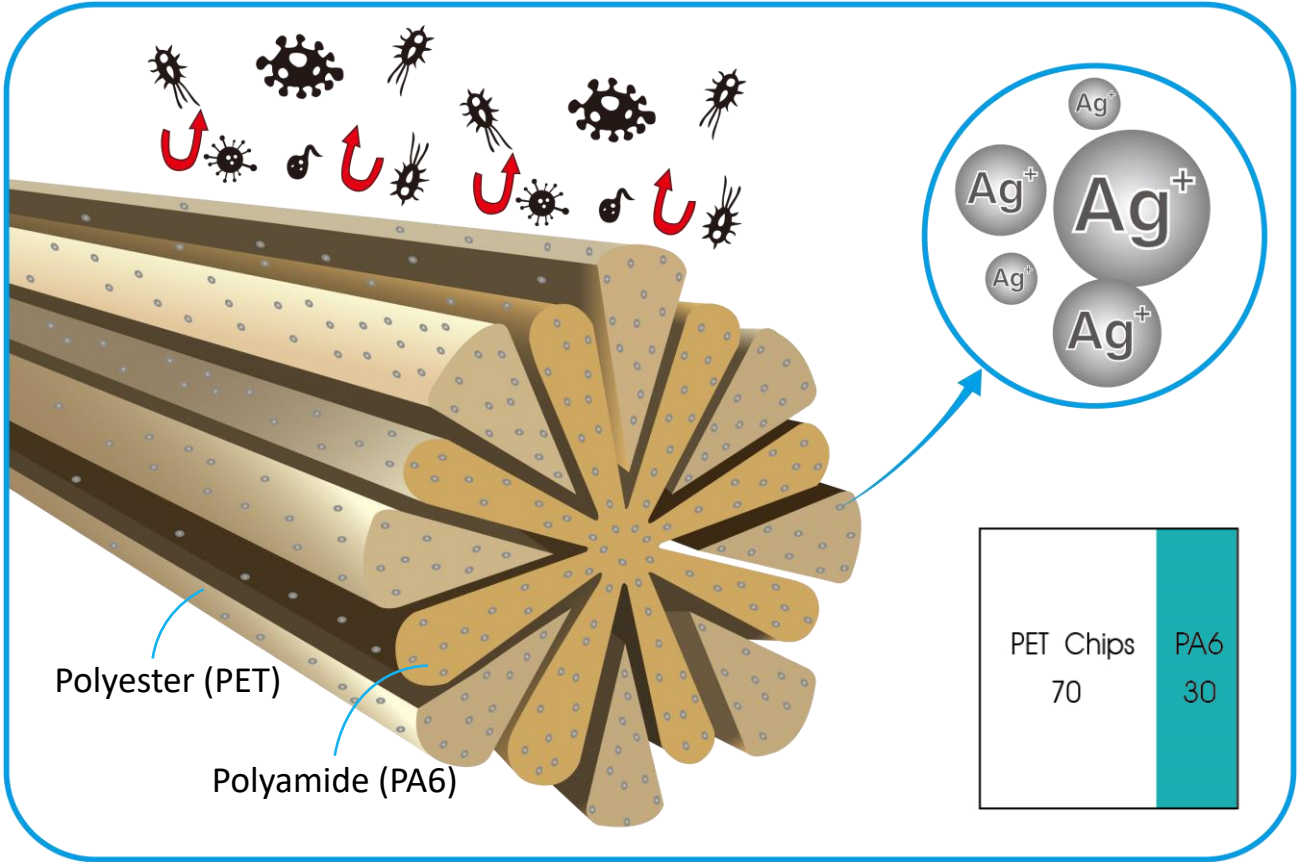 Ag+
Ag+
Ag+
Ag+
Ag+
Polyester (PET)
Polyamide (PA6)
PET Chips
70
PA6
30